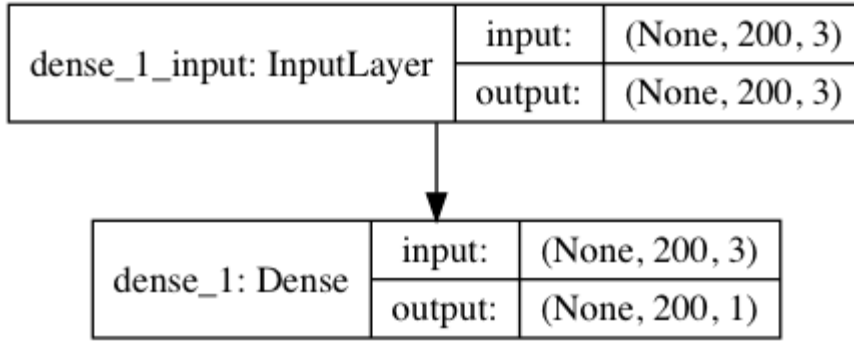 dense_1_input: InputLayer
input:
(None, 200, 3)
output:
(None, 200, 3)
dense_1: Dense
input:
(None, 200, 3)
output:
(None, 200, 1)